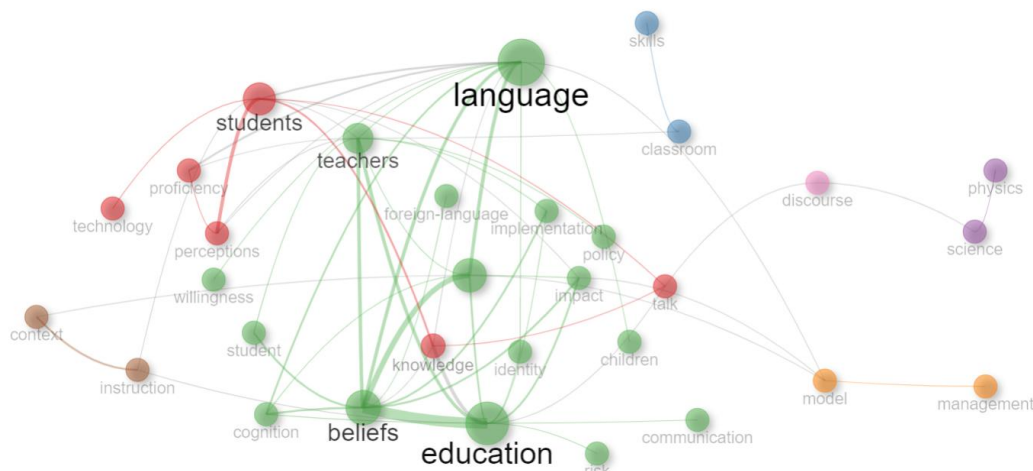 skills
language
students
classroom
teachers
proficiency
physics
discourse
technology
foreign-language
implementation
science
perceptions
policy
willingness
impact
talk
context
student
knowledge
children
identity
instruction
model
management
cognition
beliefs
communication
education
risk